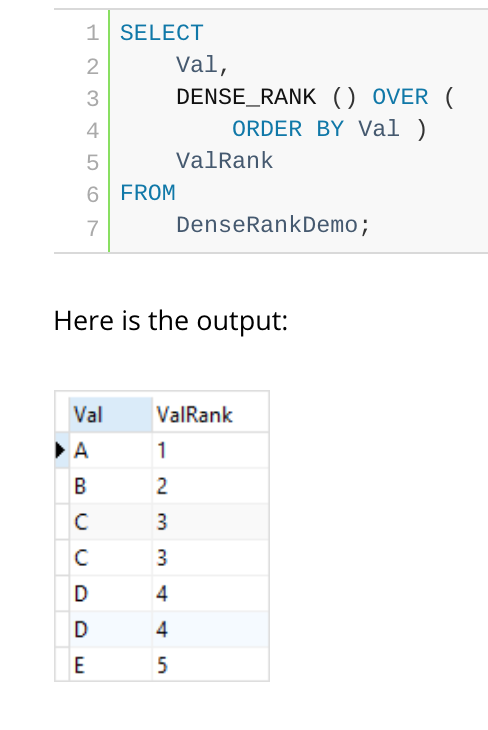 1 SELECT
2     Val,
3     DENSE_RANK () OVER (
4         ORDER BY Val )
5     ValRank
6 FROM
7     DenseRankDemo;
Here is the output:
Val ValRank
A 1
B 2
C 3
C 3
D 4
D 4
E 5